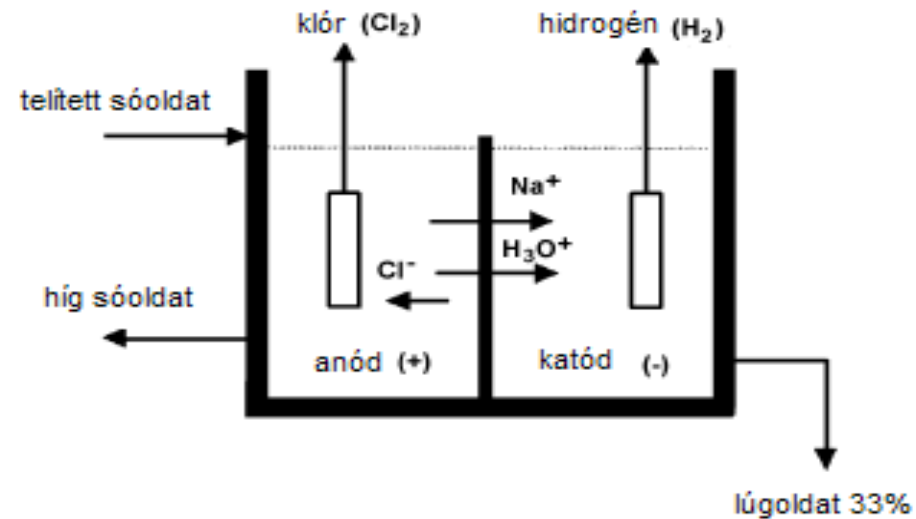 klór (Cl₂)
hidrogén (H₂)
telített sóoldat
Na⁺
H₃O⁺
Cl⁻
híg sóoldat
anód (+)
katód (-)
lúgoldat 33%